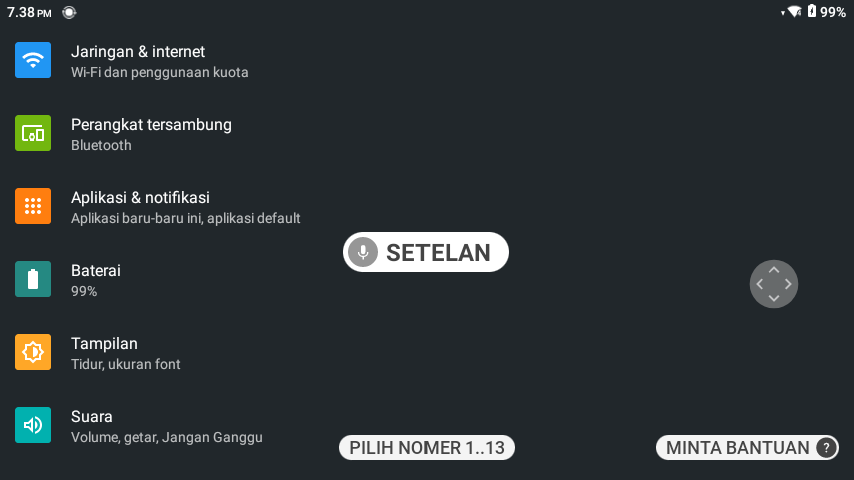 7.38 PM
99%
Jaringan & internet
Wi-Fi dan penggunaan kuota
Perangkat tersambung
Bluetooth
Aplikasi & notifikasi
Aplikasi baru-baru ini, aplikasi default
SETELAN
Baterai
99%
Tampilan
Tidur, ukuran font
Suara
Volume, getar, Jangan Ganggu
PILIH NOMER 1..13
MINTA BANTUAN ?